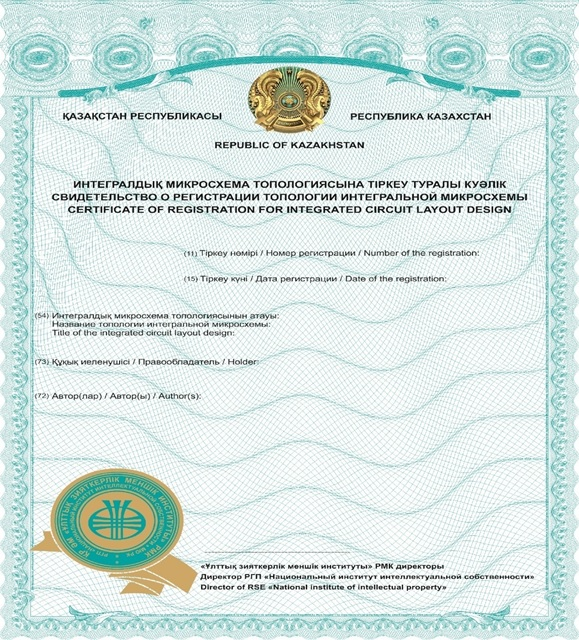 ҚАЗАҚСТАН РЕСПУБЛИКАСЫ
РЕСПУБЛИКА КАЗАХСТАН
REPUBLIC OF KAZAKHSTAN
ИНТЕГРАЛДЫҚ МИКРОСХЕМА ТОПОЛОГИЯСЫНА ТІРКЕУ ТУРАЛЫ КУӘЛІК
СВИДЕТЕЛЬСТВО О РЕГИСТРАЦИИ ТОПОЛОГИИ ИНТЕГРАЛЬНОЙ МИКРОСХЕМЫ
CERTIFICATE OF REGISTRATION FOR INTEGRATED CIRCUIT LAYOUT DESIGN
(11) Тіркеу нөмірі / Номер регистрации / Number of the registration:
(15) Тіркеу күні / Дата регистрации / Date of the registration:
(54) Интегралдық микросхема топологиясынын атауы:
Название топологии интегральной микросхемы:
Title of the integrated circuit layout design:
(73) Құқық иеленушісі / Правообладатель / Holder:
(72) Автор(лар) / Автор(ы) / Author(s):
ҚР ӘМ «ҰЛТТЫҚ ЗИЯТКЕРЛІК МЕНШІК ИНСТИТУТЫ» РМК
«Ұлттық зияткерлік меншік институты» РМК директоры
Директор РГП «Национальный институт интеллектуальной собственности»
Director of RSE «National institute of intellectual property»